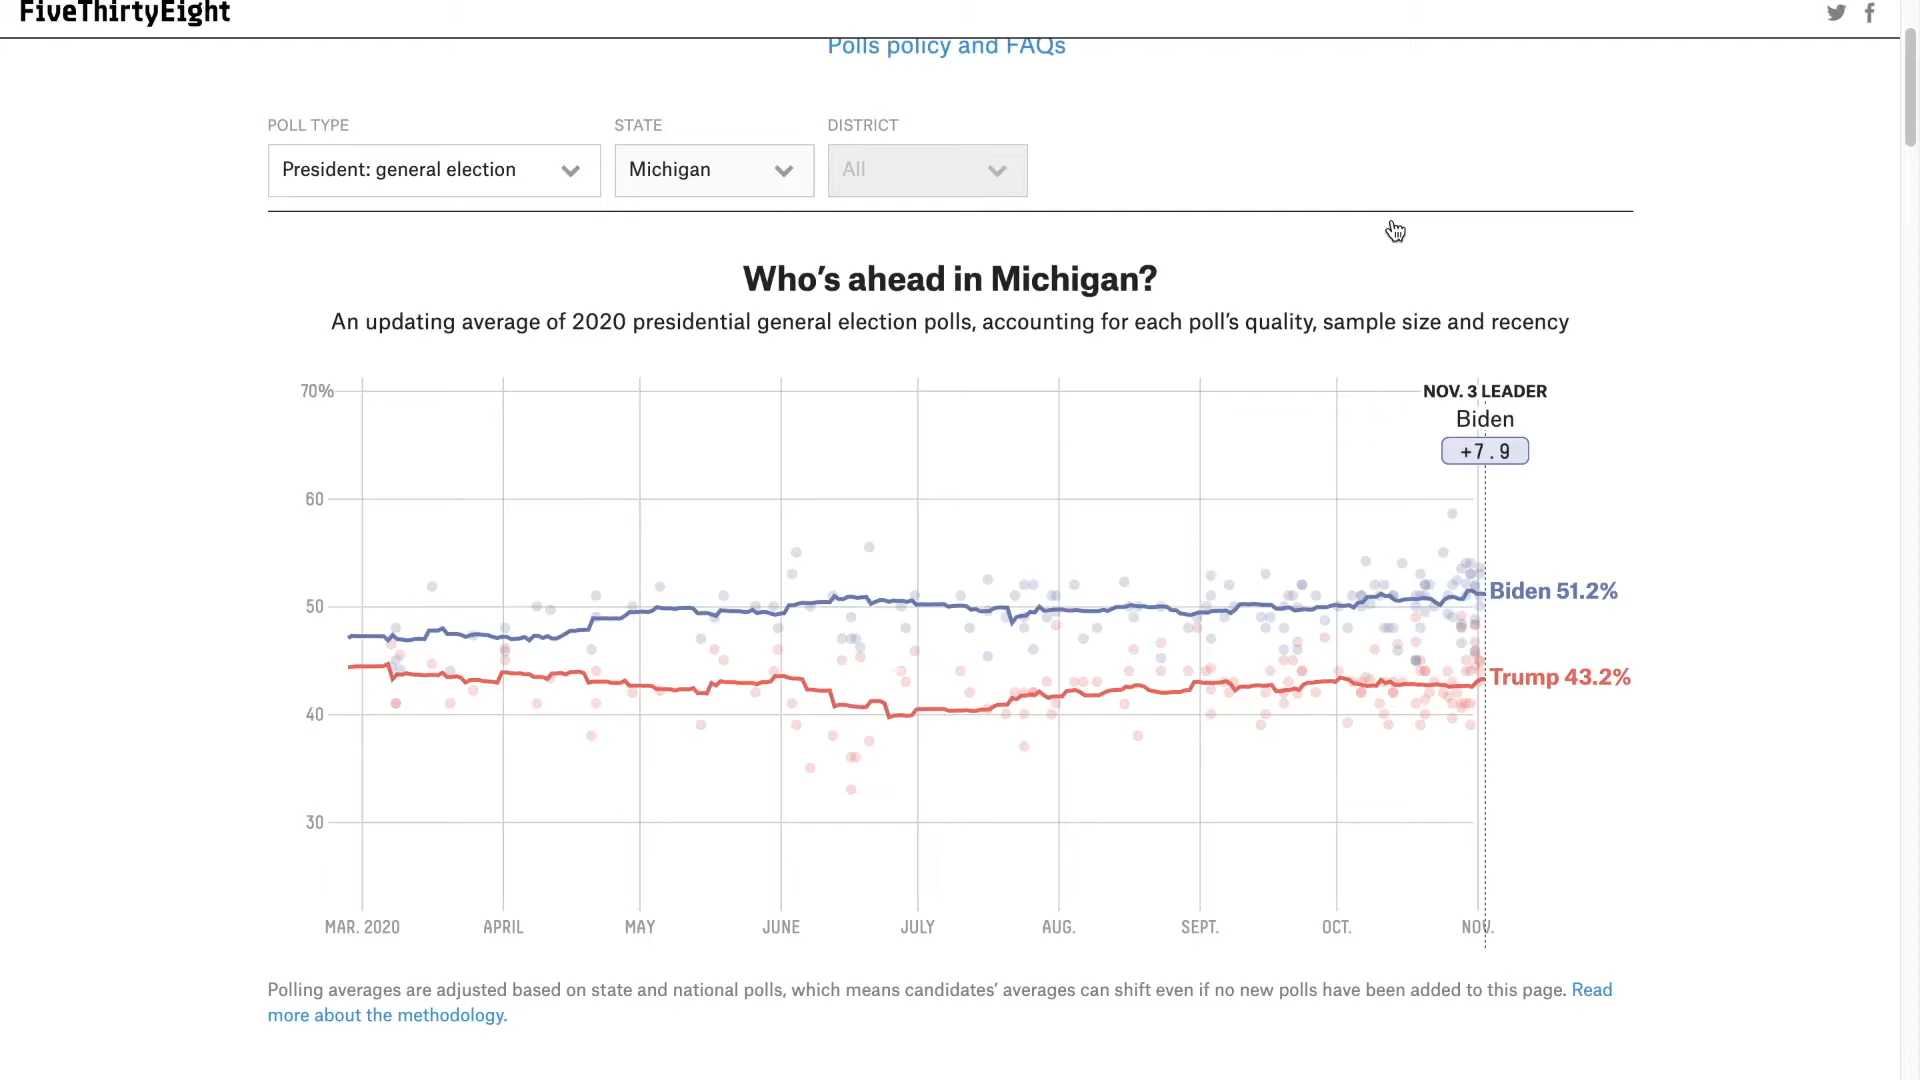 FiveThirtyEight
Polls policy and FAQs
POLL TYPE STATE DISTRICT
President: general election Michigan All
Who's ahead in Michigan?
An updating average of 2020 presidential general election polls, accounting for each poll's quality, sample size and recency
70%
NOV. 3 LEADER
Biden
+7.9
60
Biden 51.2%
50
Trump 43.2%
40
30
MAR. 2020 APRIL MAY JUNE JULY AUG. SEPT. OCT. NOV.
Polling averages are adjusted based on state and national polls, which means candidates' averages can shift even if no new polls have been added to this page. Read
more about the methodology.